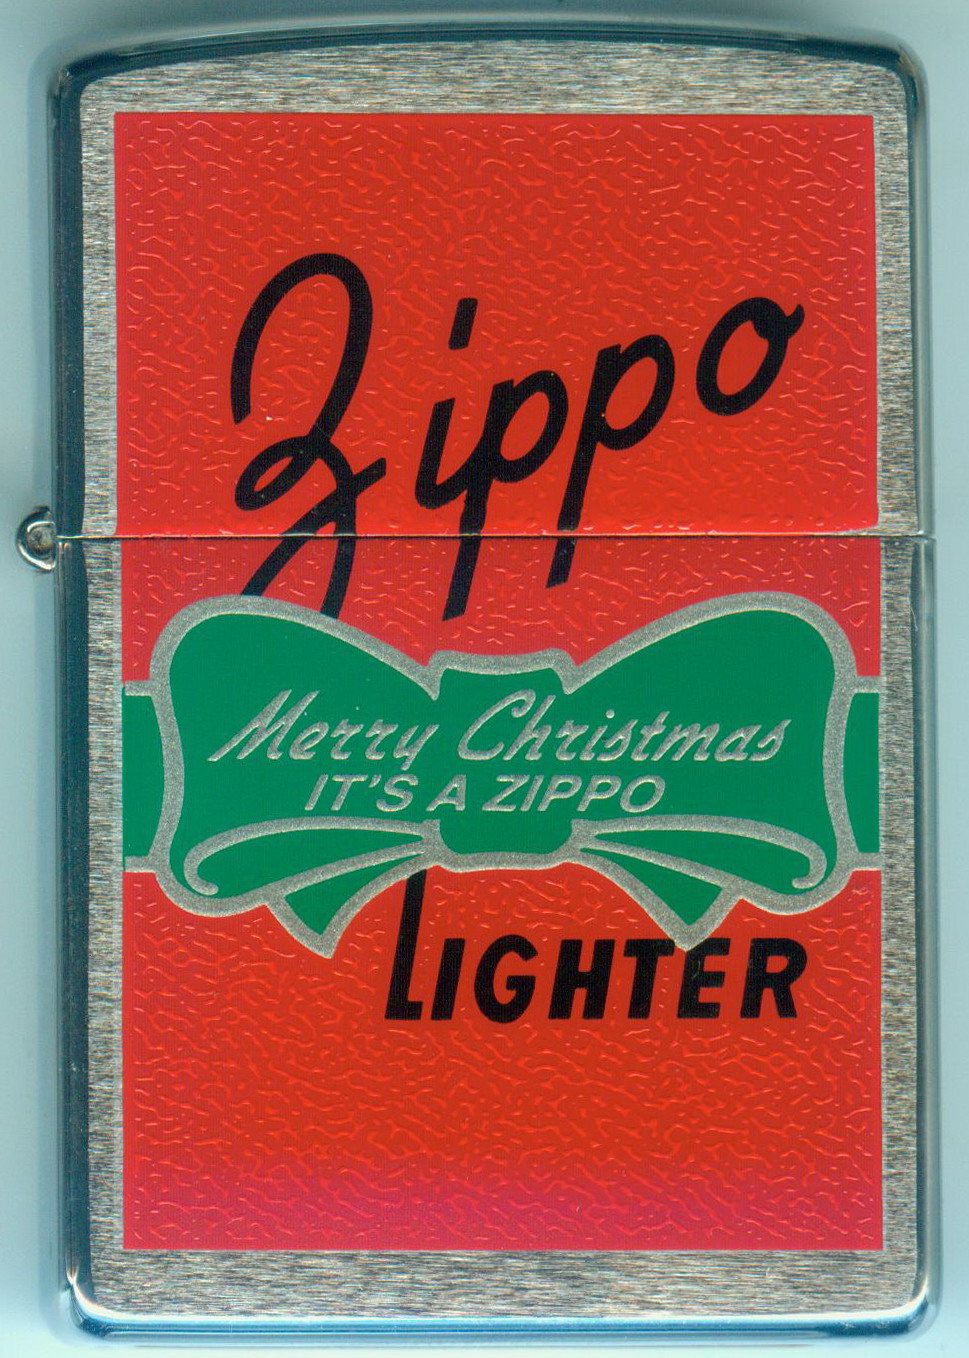 Zippo
Merry Christmas
IT'S A ZIPPO
LIGHTER